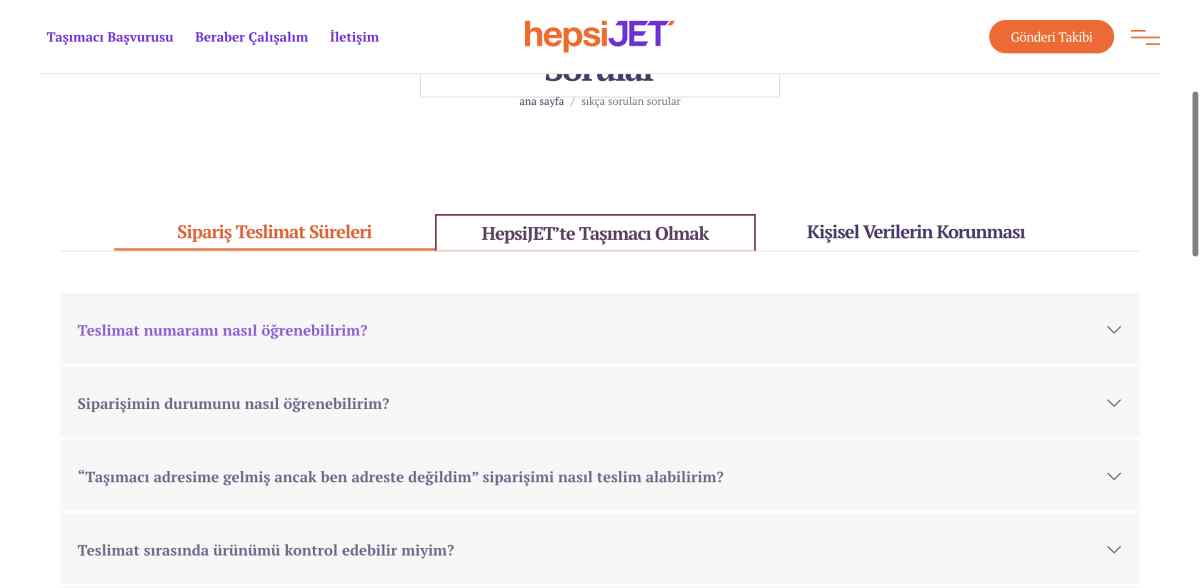 Taşımacı Başvurusu
Beraber Çalışalım
İletişim
hepsiJET
Gönderi Takibi
Sorular
ana sayfa / sıkça sorulan sorular
Sipariş Teslimat Süreleri
HepsiJET’te Taşımacı Olmak
Kişisel Verilerin Korunması
Teslimat numaramı nasıl öğrenebilirim?
Siparişimin durumunu nasıl öğrenebilirim?
“Taşımacı adresime gelmiş ancak ben adreste değildim” siparişimi nasıl teslim alabilirim?
Teslimat sırasında ürünümü kontrol edebilir miyim?